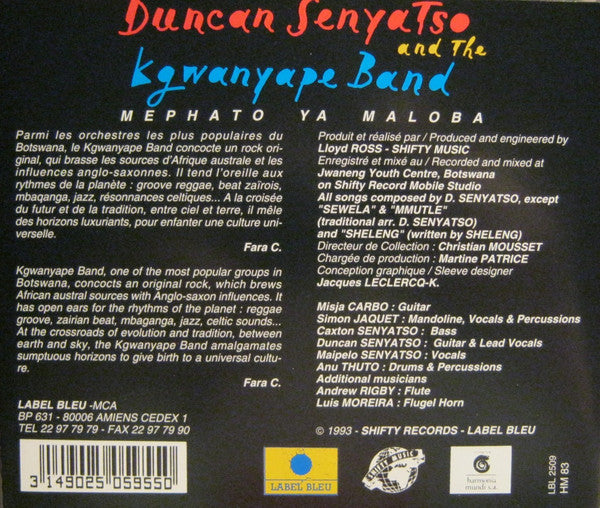 Duncan Senyatso
and the
Kgwanyape Band
MEPHATO YA MALOBA
Parmi les orchestres les plus populaires du
Botswana, le Kgwanyape Band concocte un rock ori-
ginal, qui brasse les sources d'Afrique australe et les
influences anglo-saxonnes. Il tend l'oreille aux
rythmes de la planète : groove reggae, beat zaïrois,
mbaqanga, jazz, résonnances celtiques... A la croisée
du futur et de la tradition, entre ciel et terre, il mêle
des horizons luxuriants, pour enfanter une culture uni-
verselle.
Fara C.
Kgwanyape Band, one of the most popular groups in
Botswana, concocts an original rock, which brews
African austral sources with Anglo-saxon influences. It
has open ears for the rhythms of the planet : reggae
groove, zairian beat, mbaganga, jazz, celtic sounds...
At the crossroads of evolution and tradition, between
earth and sky, the Kgwanyape Band amalgamates
sumptuous horizons to give birth to a universal cultu-
re.
Fara C.
LABEL BLEU -MCA
BP 631 - 80006 AMIENS CEDEX 1
TEL 22 97 79 79 - FAX 22 97 79 90
3 149025 059550
Produit et réalisé par / Produced and engineered by
Lloyd ROSS - SHIFTY MUSIC
Enregistré et mixé au / Recorded and mixed at
Jwaneng Youth Centre, Botswana
on Shifty Record Mobile Studio
All songs composed by D. SENYATSO, except
"SEWELA" & "MMUTLE"
(traditional arr. D. SENYATSO)
and "SHELENG" (written by SHELENG)
Directeur de Collection : Christian MOUSSET
Chargée de production : Martine PATRICE
Conception graphique / Sleeve designer
Jacques LECLERCQ-K.
Misja CARBO : Guitar
Simon JAQUET : Mandoline, Vocals & Percussions
Caxton SENYATSO : Bass
Duncan SENYATSO : Guitar & Lead Vocals
Maipelo SENYATSO : Vocals
Anu THUTO : Drums & Percussions
Additional musicians
Andrew RIGBY : Flute
Luis MOREIRA : Flugel Horn
© 1993 - SHIFTY RECORDS - LABEL BLEU
LABEL BLEU
SHIFTY MUSIC
harmonia
mundi s.a.
LBL 2509
HM 83